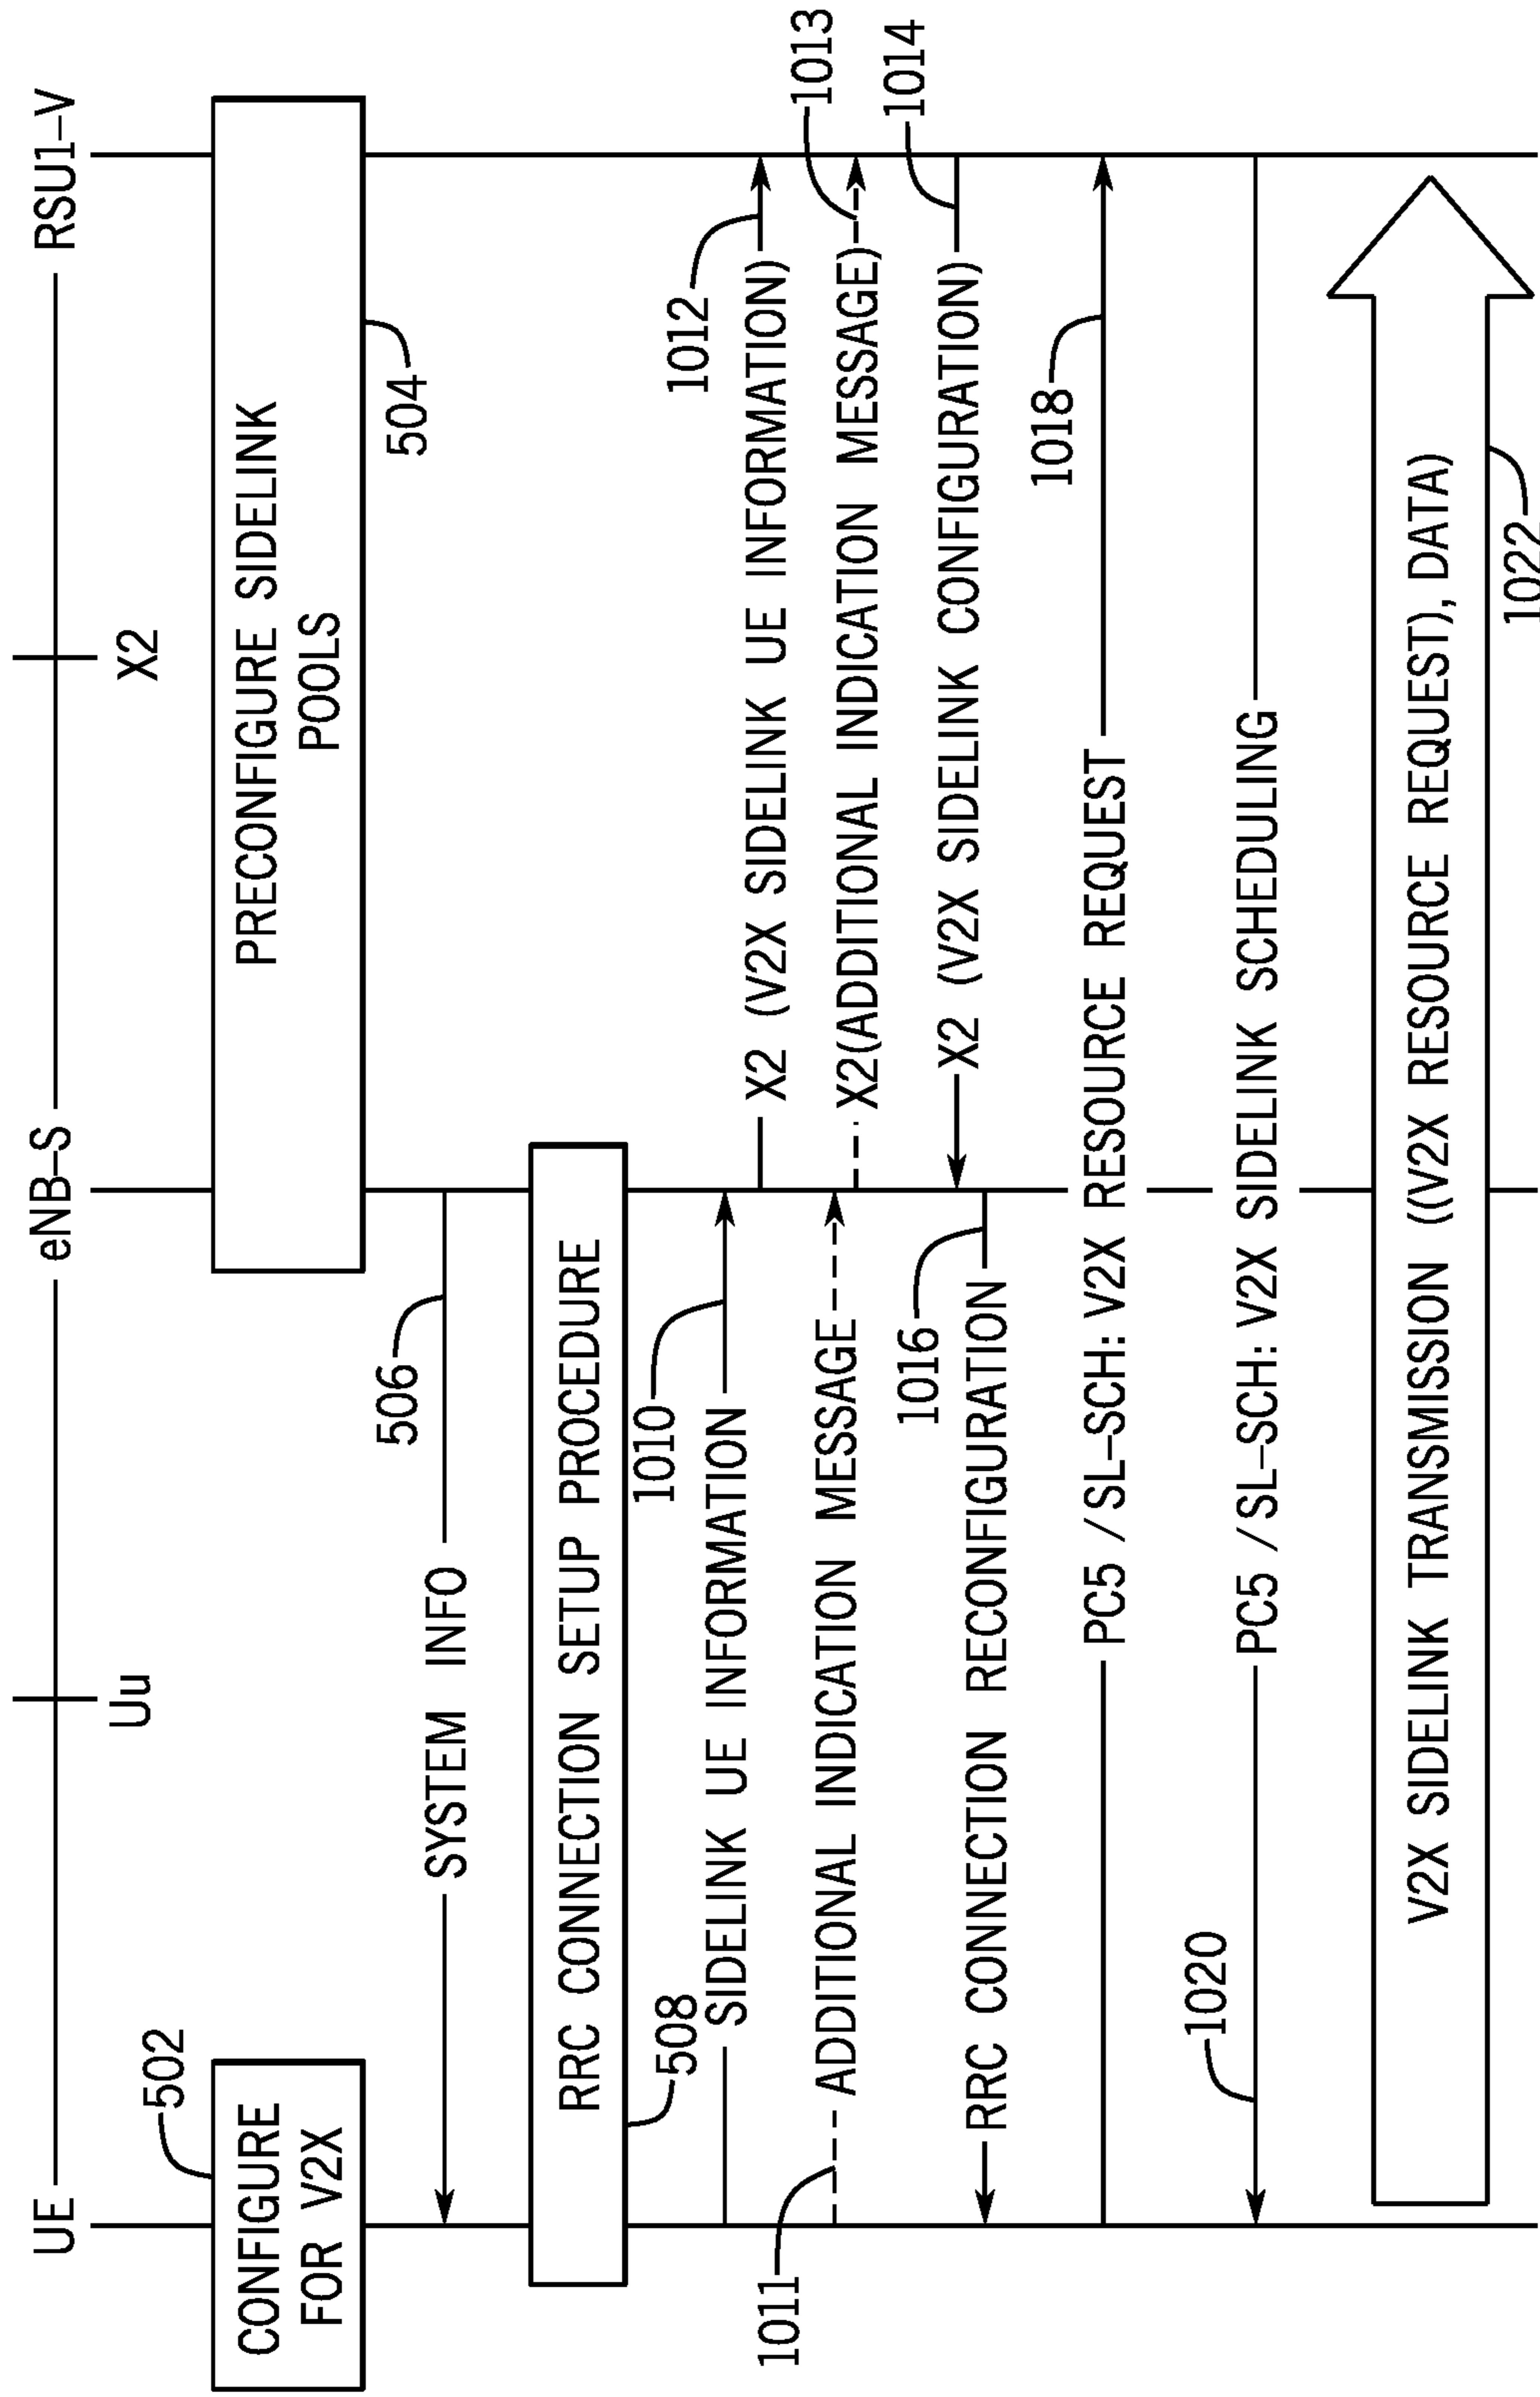 UE
eNB-S
RSU1-V
Uu
X2
502
CONFIGURE
FOR V2X
PRECONFIGURE SIDELINK
POOLS
504
506
SYSTEM INFO
RRC CONNECTION SETUP PROCEDURE
508
1010
SIDELINK UE INFORMATION
1012
X2 (V2X SIDELINK UE INFORMATION)
1011
ADDITIONAL INDICATION MESSAGE
1013
X2(ADDITIONAL INDICATION MESSAGE)
1014
X2 (V2X SIDELINK CONFIGURATION)
1016
RRC CONNECTION RECONFIGURATION
1018
PC5 /SL-SCH: V2X RESOURCE REQUEST
1020
PC5 /SL-SCH: V2X SIDELINK SCHEDULING
V2X SIDELINK TRANSMISSION ((V2X RESOURCE REQUEST), DATA)
1022